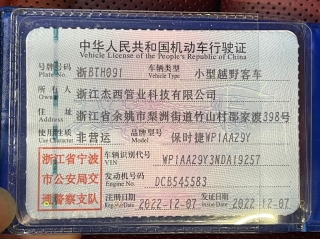 中华人民共和国机动车行驶证
Vehicle License of the People's Republic of China
号牌号码 浙BTH091 车辆类型 小型越野客车
Plate No. Vehicle Type
所有人 浙江杰西管业科技有限公司
Owner
住址 浙江省余姚市梨洲街道竹山村邵家渡398号
使用性质 非营运 品牌型号 保时捷WP1AA29Y
浙江省宁波 车辆识别代号 WP1AA29Y3NDA19257
VIN
市公安局交 发动机号码 DCB545583
Engine No.
通警察支队 注册日期 2022-12-07 发证日期 2022-12-07
Register Date Issue Date